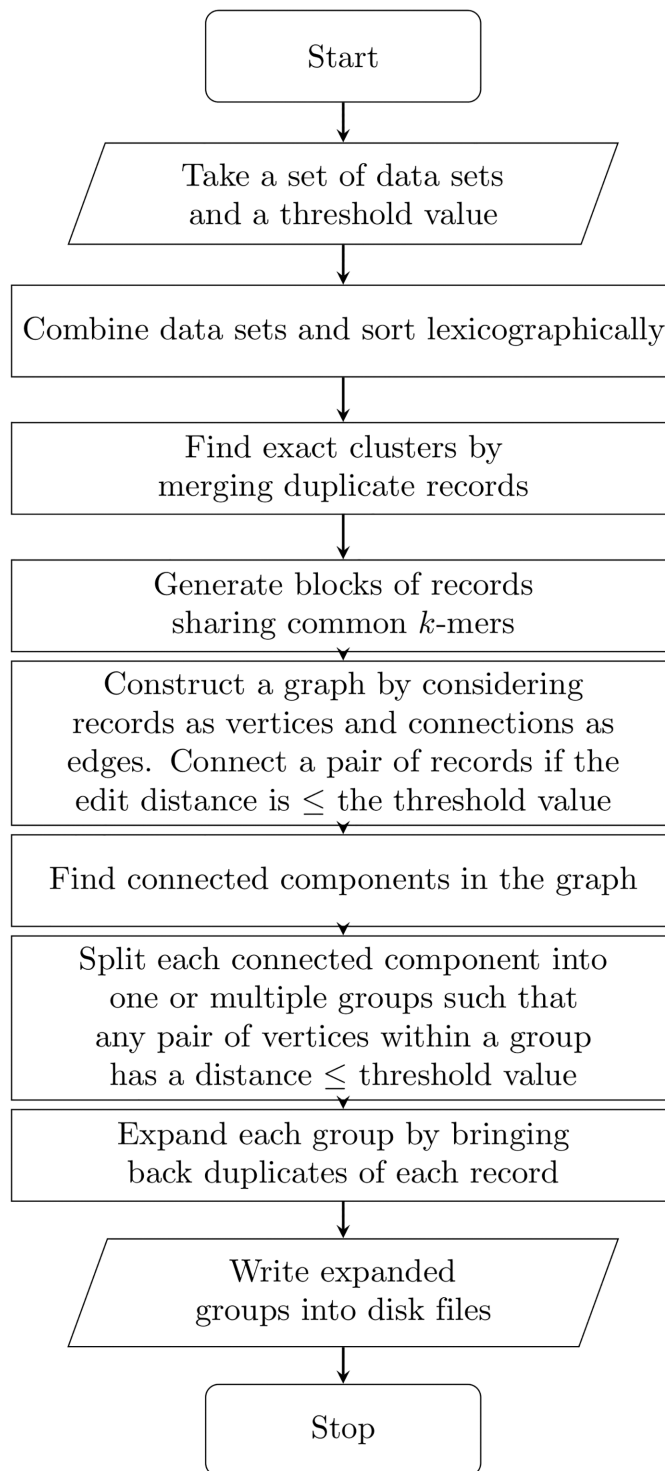 Start
Take a set of data sets
and a threshold value
Combine data sets and sort lexicographically
Find exact clusters by
merging duplicate records
Generate blocks of records
sharing common k-mers
Construct a graph by considering
records as vertices and connections as
edges. Connect a pair of records if the
edit distance is ≤ the threshold value
Find connected components in the graph
Split each connected component into
one or multiple groups such that
any pair of vertices within a group
has a distance ≤ threshold value
Expand each group by bringing
back duplicates of each record
Write expanded
groups into disk files
Stop